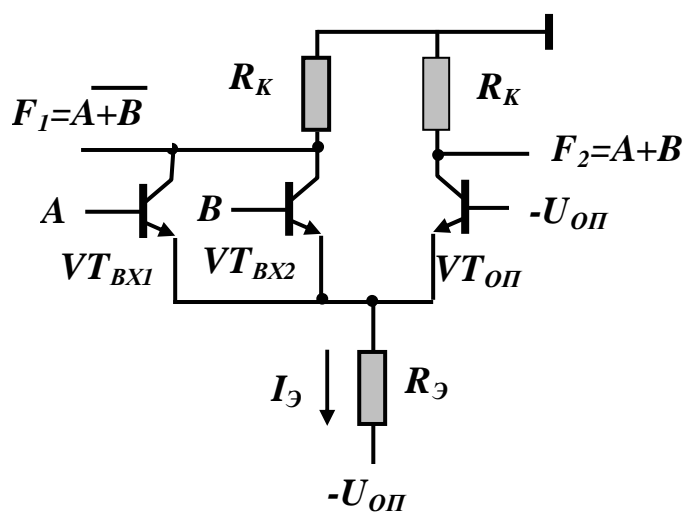 R_K
R_K
F_1=A+B
F_2=A+B
A
B
-U_ОП
VT_ВХ1
VT_ВХ2
VT_ОП
I_Э
R_Э
-U_ОП